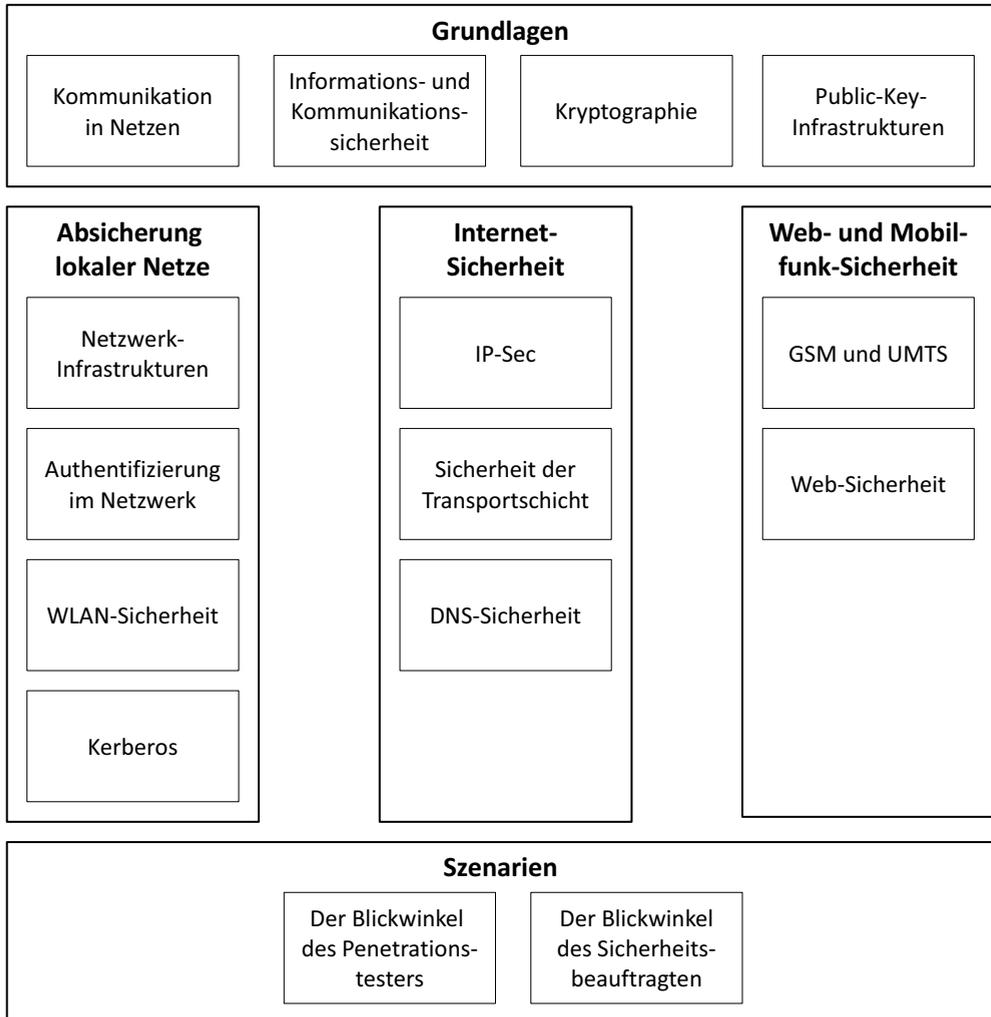 Grundlagen
Kommunikation
in Netzen
Informations- und
Kommunikations-
sicherheit
Kryptographie
Public-Key-
Infrastrukturen
Absicherung
lokaler Netze
Netzwerk-
Infrastrukturen
Authentifizierung
im Netzwerk
WLAN-Sicherheit
Kerberos
Internet-
Sicherheit
IP-Sec
Sicherheit der
Transportschicht
DNS-Sicherheit
Web- und Mobil-
funk-Sicherheit
GSM und UMTS
Web-Sicherheit
Szenarien
Der Blickwinkel
des Penetrations-
testers
Der Blickwinkel
des Sicherheits-
beauftragten